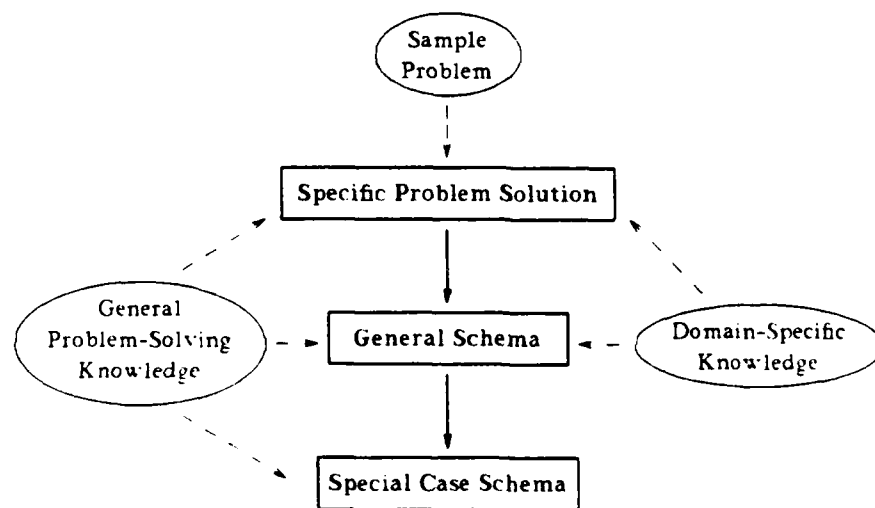 Sample
Problem
Specific Problem Solution
General
Problem-Solving
Knowledge
General Schema
Domain-Specific
Knowledge
Special Case Schema